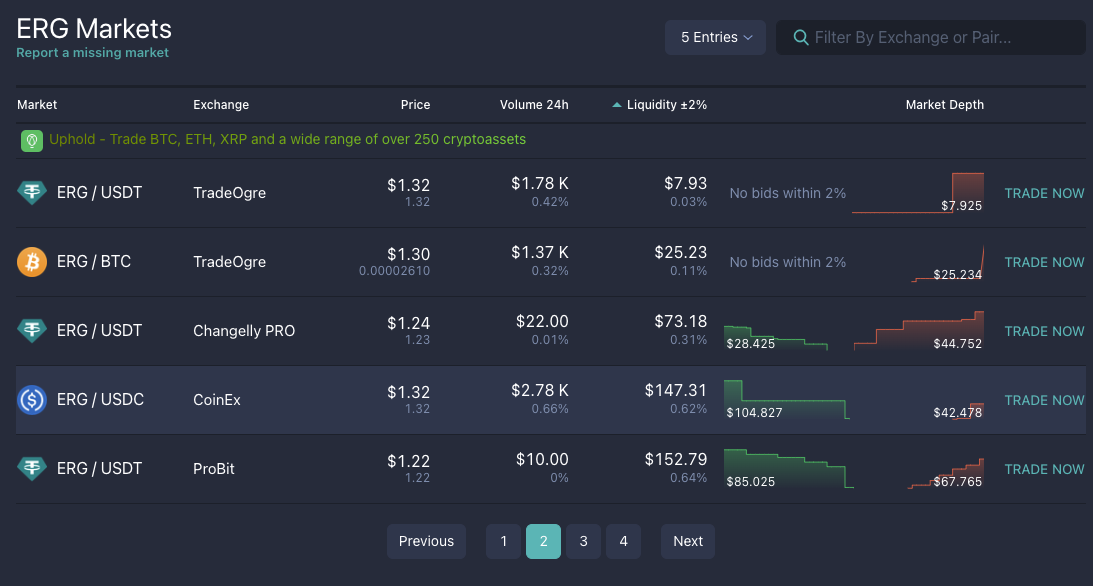 ERG Markets
Report a missing market
5 Entries
Filter By Exchange or Pair...
Market Exchange Price Volume 24h Liquidity ±2% Market Depth
Uphold - Trade BTC, ETH, XRP and a wide range of over 250 cryptoassets
ERG / USDT TradeOgre $1.32 $1.78 K $7.93 No bids within 2% TRADE NOW
1.32 0.42% 0.03% $7.925
ERG / BTC TradeOgre $1.30 $1.37 K $25.23 No bids within 2% TRADE NOW
0.00002610 0.32% 0.11% $25.234
ERG / USDT Changelly PRO $1.24 $22.00 $73.18 TRADE NOW
1.23 0.01% 0.31% $28.425 $44.752
ERG / USDC CoinEx $1.32 $2.78 K $147.31 TRADE NOW
1.32 0.66% 0.62% $104.827 $42.478
ERG / USDT ProBit $1.22 $10.00 $152.79 TRADE NOW
1.22 0% 0.64% $85.025 $67.765
Previous 1 2 3 4 Next